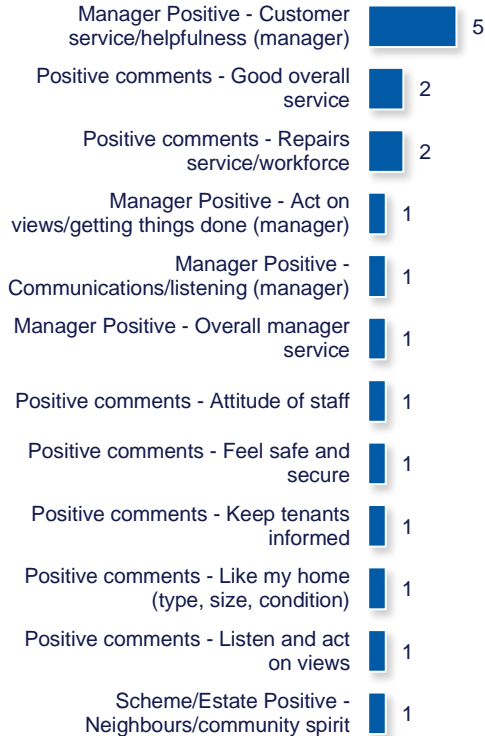 Manager Positive - Customer
service/helpfulness (manager)
5
Positive comments - Good overall
service
2
Positive comments - Repairs
service/workforce
2
Manager Positive - Act on
views/getting things done (manager)
1
Manager Positive -
Communications/listening (manager)
1
Manager Positive - Overall manager
service
1
Positive comments - Attitude of staff
1
Positive comments - Feel safe and
secure
1
Positive comments - Keep tenants
informed
1
Positive comments - Like my home
(type, size, condition)
1
Positive comments - Listen and act
on views
1
Scheme/Estate Positive -
Neighbours/community spirit
1